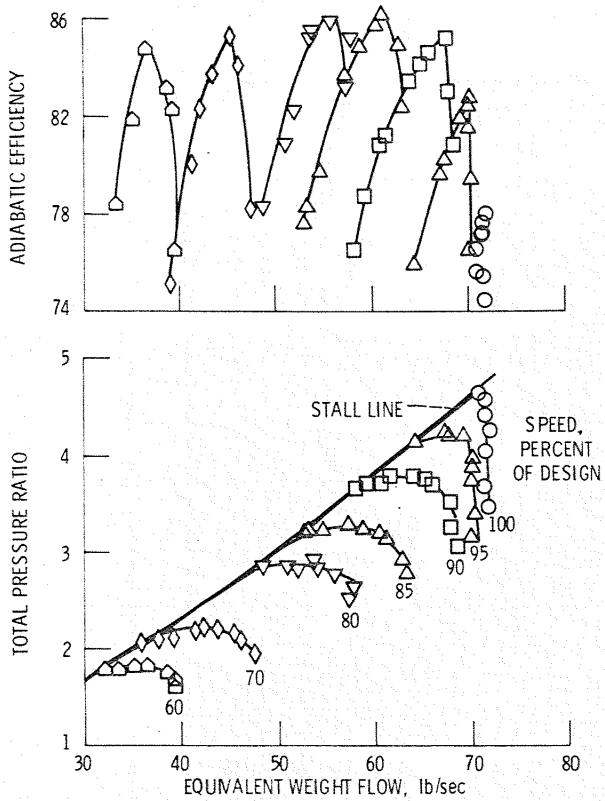 86
82
78
74
ADIABATIC EFFICIENCY
5
4
3
2
1
TOTAL PRESSURE RATIO
STALL LINE
SPEED,
PERCENT
OF DESIGN
100
95
90
85
80
70
60
30 40 50 60 70 80
EQUIVALENT WEIGHT FLOW, lb/sec